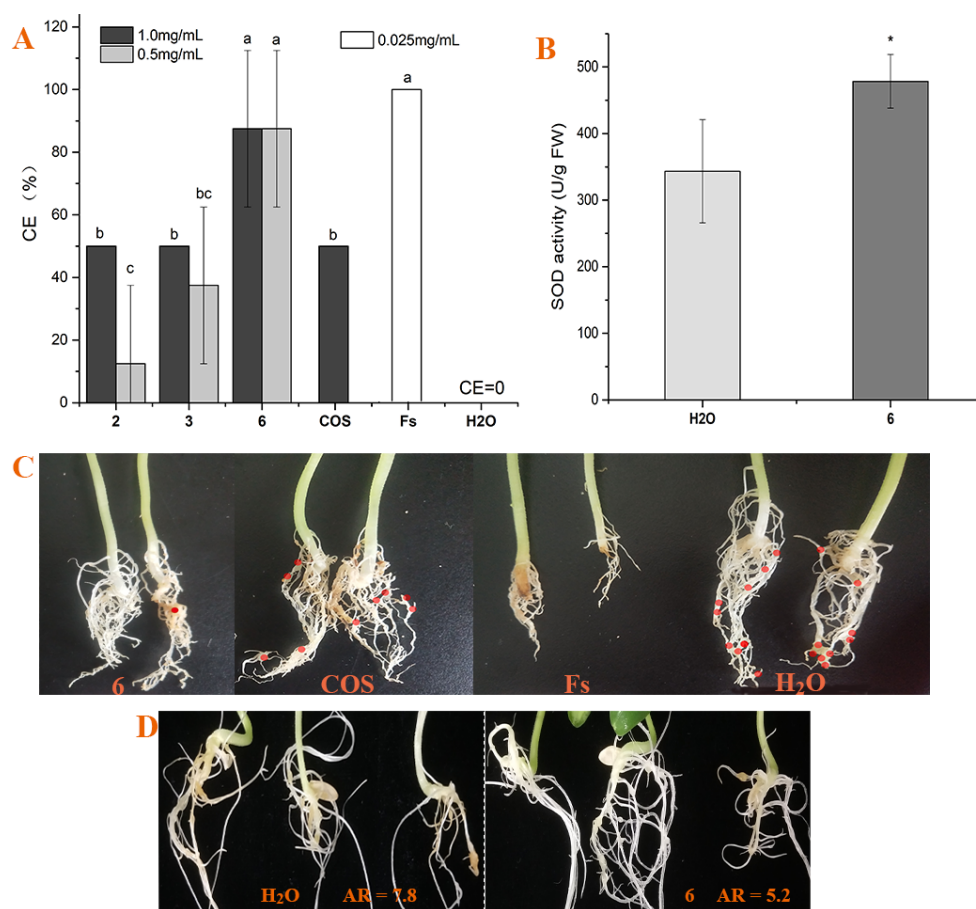 A
120
100
80
60
40
20
0
CE (%)
1.0mg/mL
0.5mg/mL
0.025mg/mL
b
c
b
bc
a
a
b
a
CE=0
2
3
6
COS
Fs
H2O
B
500
400
300
200
100
0
SOD activity (U/g FW)
*
H2O
6
C
6
COS
Fs
H₂O
D
H₂O AR = 7.8
6 AR = 5.2